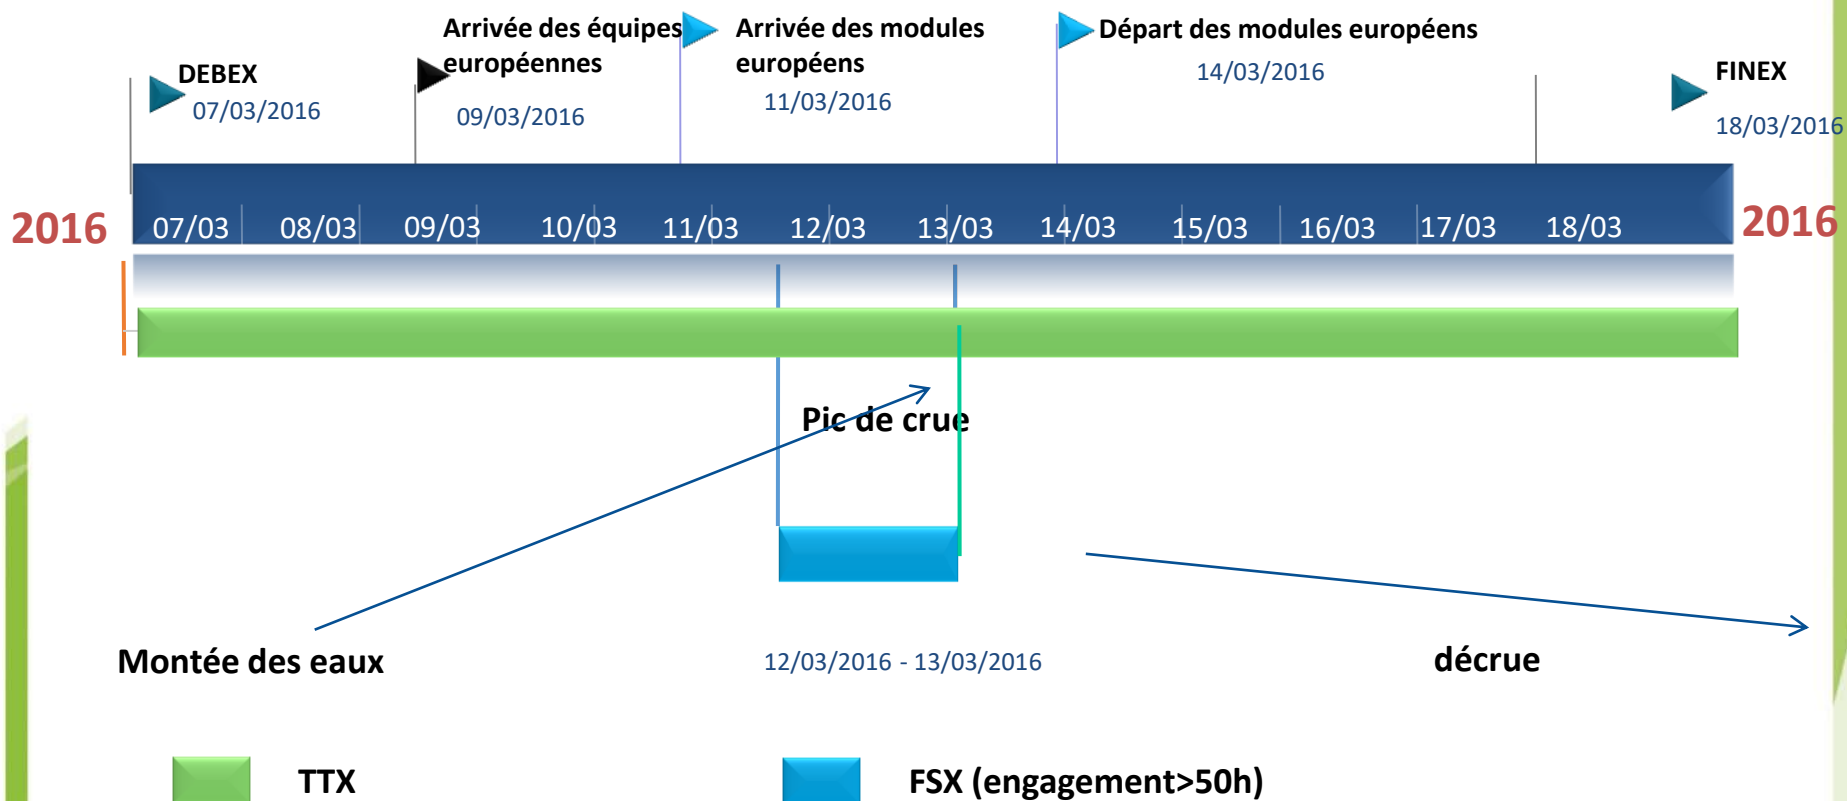 Arrivée des équipes
européennes
09/03/2016
Arrivée des modules
européens
11/03/2016
Départ des modules européens
14/03/2016
DEBEX
07/03/2016
FINEX
18/03/2016
2016
07/03 08/03 09/03 10/03 11/03 12/03 13/03 14/03 15/03 16/03 17/03 18/03
2016
Pic de crue
Montée des eaux
12/03/2016 - 13/03/2016
décrue
TTX
FSX (engagement>50h)